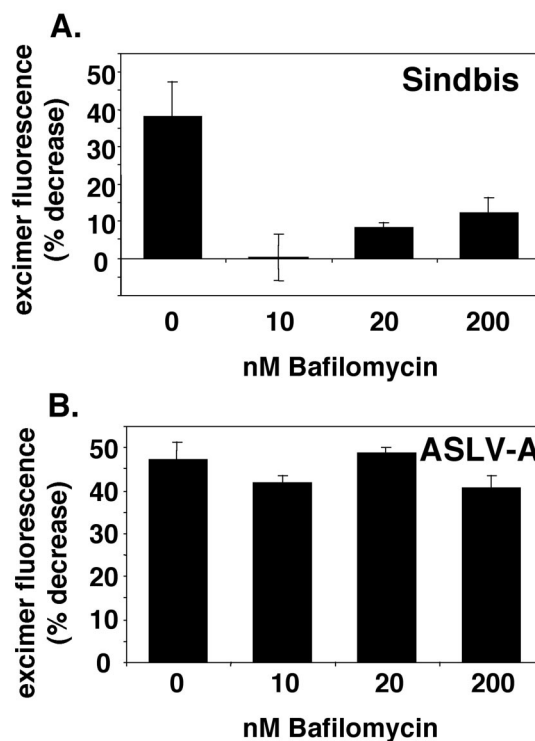 A.
Sindbis
excimer fluorescence
(% decrease)
50
40
30
20
10
0
0 10 20 200
nM Bafilomycin
B.
ASLV-A
excimer fluorescence
(% decrease)
50
40
30
20
10
0
0 10 20 200
nM Bafilomycin